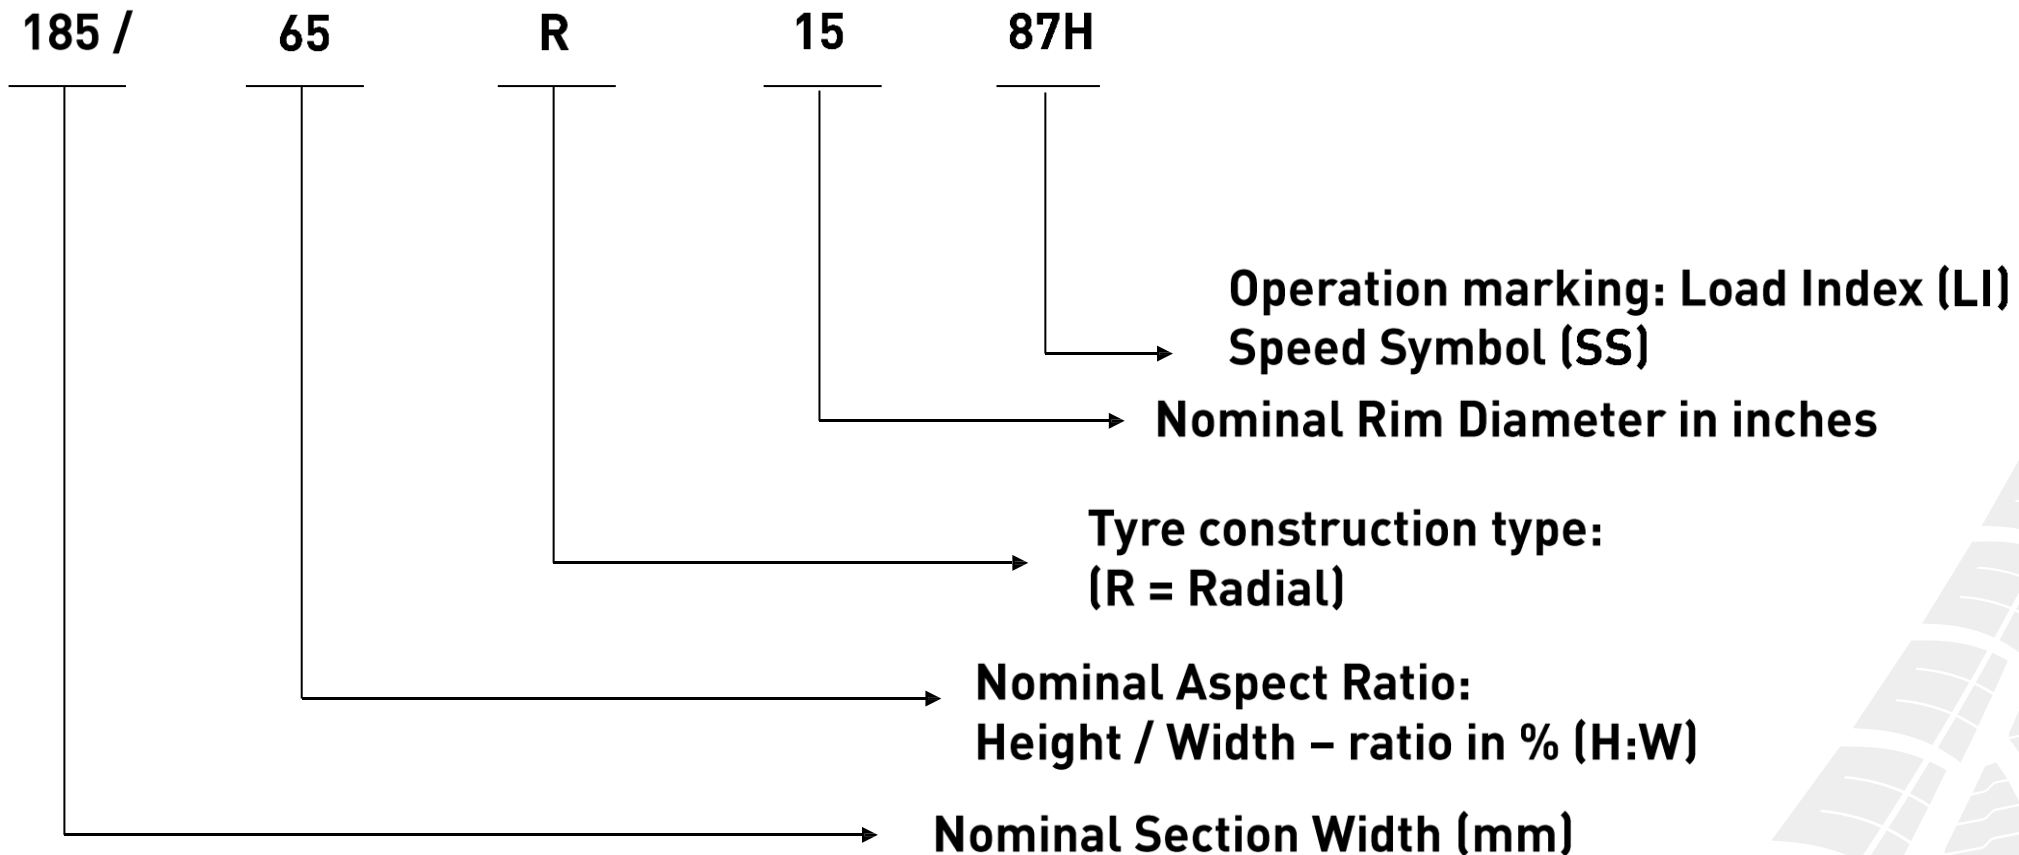 185 / 65 R 15 87H
Operation marking: Load Index (LI)
Speed Symbol (SS)
Nominal Rim Diameter in inches
Tyre construction type:
(R = Radial)
Nominal Aspect Ratio:
Height / Width – ratio in % (H:W)
Nominal Section Width (mm)